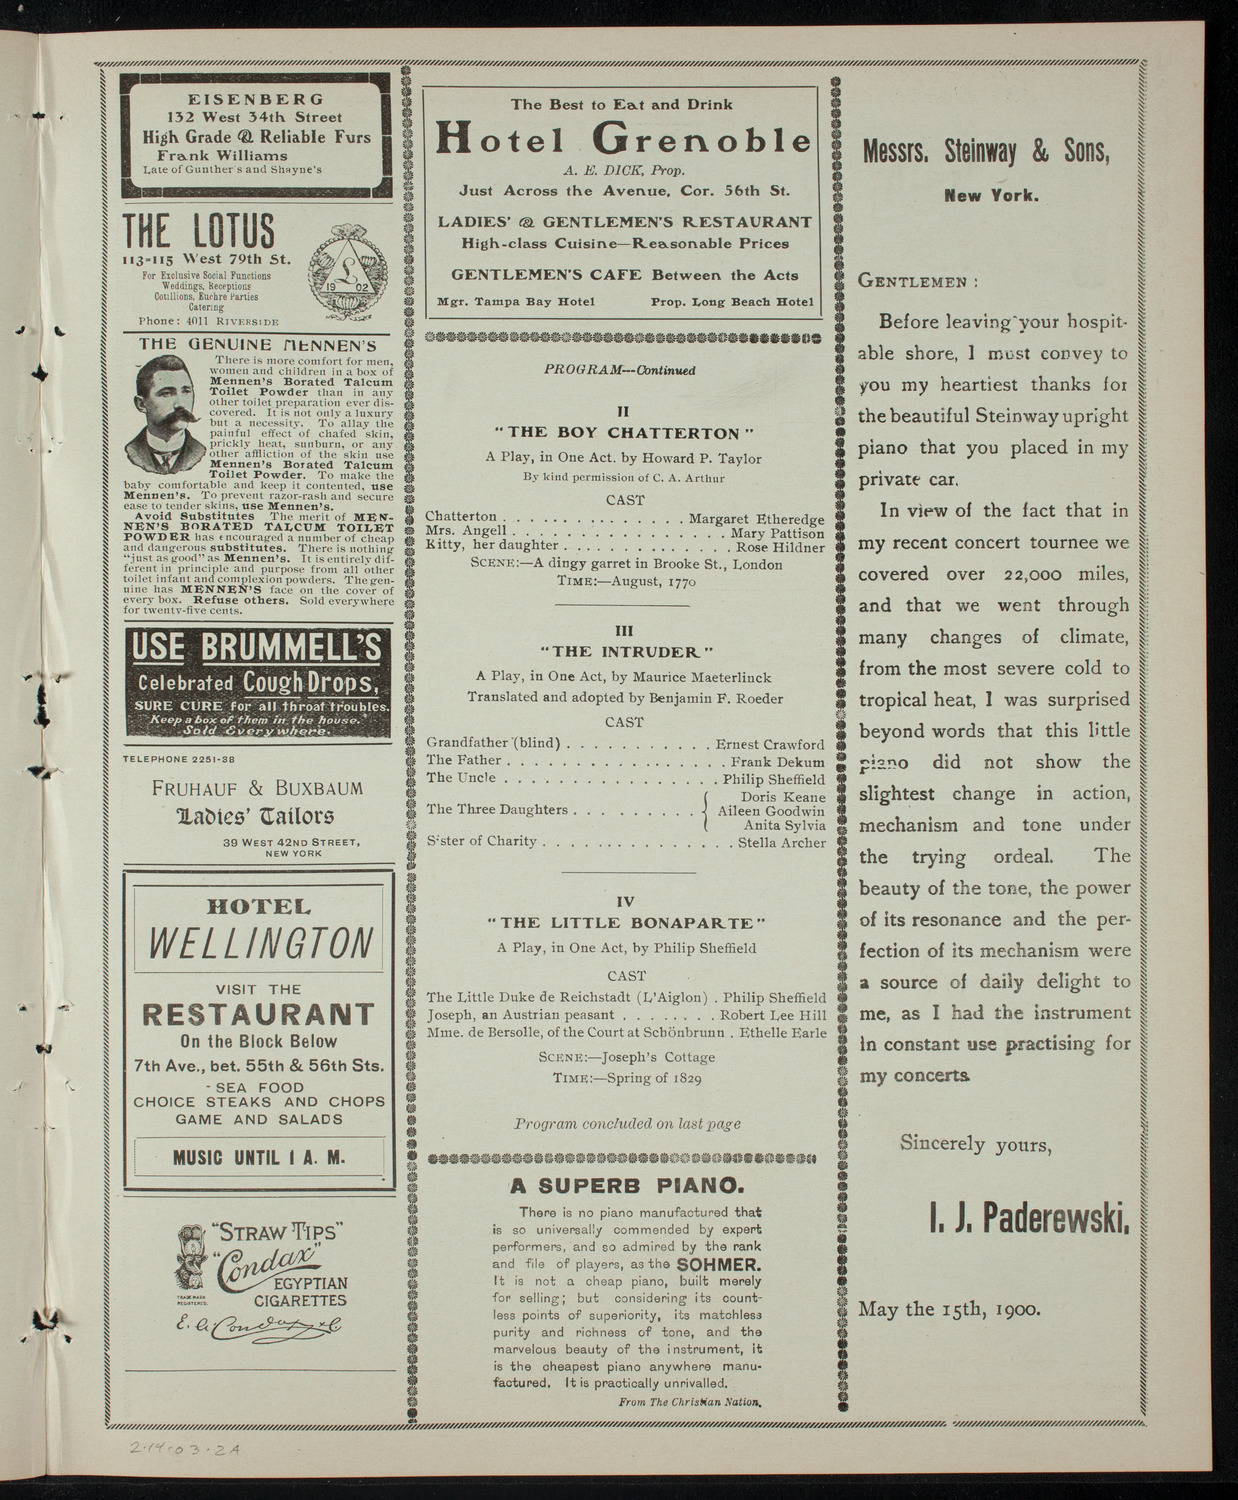 EISENBERG
132 West 34th Street
High Grade & Reliable Furs
Frank Williams
Late of Gunther's and Shayne's
THE LOTUS
113-115 West 79th St.
For Exclusive Social Functions
Weddings, Receptions
Cotillions, Euchre Parties
Catering
Phone: 4011 RIVERSIDE
L
19 02
THE GENUINE MENNEN'S
There is more comfort for men,
women and children in a box of
Mennen's Borated Talcum
Toilet Powder than in any
other toilet preparation ever dis-
covered. It is not only a luxury
but a necessity. To allay the
painful effect of chafed skin,
prickly heat, sunburn, or any
other affliction of the skin use
Mennen's Borated Talcum
Toilet Powder. To make the
baby comfortable and keep it contented, use
Mennen's. To prevent razor-rash and secure
ease to tender skins, use Mennen's.
Avoid Substitutes The merit of MEN-
NEN'S BORATED TALCUM TOILET
POWDER has encouraged a number of cheap
and dangerous substitutes. There is nothing
"just as good" as Mennen's. It is entirely dif-
ferent in principle and purpose from all other
toilet infant and complexion powders. The gen-
uine has MENNEN'S face on the cover of
every box. Refuse others. Sold everywhere
for twenty-five cents.
USE BRUMMELL'S
Celebrated Cough Drops,
SURE CURE for all throat troubles.
Keep a box of them in the house.
Sold Everywhere.
TELEPHONE 2251-38
FRUHAUF & BUXBAUM
Ladies' Tailors
39 WEST 42ND STREET,
NEW YORK
HOTEL
WELLINGTON
VISIT THE
RESTAURANT
On the Block Below
7th Ave., bet. 55th & 56th Sts.
SEA FOOD
CHOICE STEAKS AND CHOPS
GAME AND SALADS
MUSIC UNTIL 1 A. M.
"STRAW TIPS"
"Condax"
EGYPTIAN
CIGARETTES
TRADE MARK
REGISTERED.
E. A. Condax & Co
2.14.03.2A
The Best to Eat and Drink
Hotel Grenoble
A. E. DICK, Prop.
Just Across the Avenue, Cor. 56th St.
LADIES' & GENTLEMEN'S RESTAURANT
High-class Cuisine—Reasonable Prices
GENTLEMEN'S CAFE Between the Acts
Mgr. Tampa Bay Hotel Prop. Long Beach Hotel
PROGRAM---Continued
II
"THE BOY CHATTERTON"
A Play, in One Act. by Howard P. Taylor
By kind permission of C. A. Arthur
CAST
Chatterton . . . . . . . . . . . . . . Margaret Etheredge
Mrs. Angell . . . . . . . . . . . . . . . . Mary Pattison
Kitty, her daughter . . . . . . . . . . . . . Rose Hildner
SCENE:—A dingy garret in Brooke St., London
TIME:—August, 1770
III
"THE INTRUDER"
A Play, in One Act, by Maurice Maeterlinck
Translated and adopted by Benjamin F. Roeder
CAST
Grandfather (blind) . . . . . . . . . . . Ernest Crawford
The Father . . . . . . . . . . . . . . . . . Frank Dekum
The Uncle . . . . . . . . . . . . . . . . Philip Sheffield
Doris Keane
The Three Daughters . . . . . . . . . { Aileen Goodwin
Anita Sylvia
Sister of Charity . . . . . . . . . . . . . . Stella Archer
IV
"THE LITTLE BONAPARTE"
A Play, in One Act, by Philip Sheffield
CAST
The Little Duke de Reichstadt (L'Aiglon) . Philip Sheffield
Joseph, an Austrian peasant . . . . . . . . Robert Lee Hill
Mme. de Bersolle, of the Court at Schönbrunn . Ethelle Earle
SCENE:—Joseph's Cottage
TIME:—Spring of 1829
Program concluded on last page
A SUPERB PIANO.
There is no piano manufactured that
is so universally commended by expert
performers, and so admired by the rank
and file of players, as the SOHMER.
It is not a cheap piano, built merely
for selling; but considering its count-
less points of superiority, its matchless
purity and richness of tone, and the
marvelous beauty of the instrument, it
is the cheapest piano anywhere manu-
factured. It is practically unrivalled.
From The Christian Nation.
Messrs. Steinway & Sons,
New York.
GENTLEMEN :
Before leaving your hospit-
able shore, I must convey to
you my heartiest thanks for
the beautiful Steinway upright
piano that you placed in my
private car.
In view of the fact that in
my recent concert tournee we
covered over 22,000 miles,
and that we went through
many changes of climate,
from the most severe cold to
tropical heat, I was surprised
beyond words that this little
piano did not show the
slightest change in action,
mechanism and tone under
the trying ordeal. The
beauty of the tone, the power
of its resonance and the per-
fection of its mechanism were
a source of daily delight to
me, as I had the instrument
in constant use practising for
my concerts.
Sincerely yours,
I. J. Paderewski.
May the 15th, 1900.